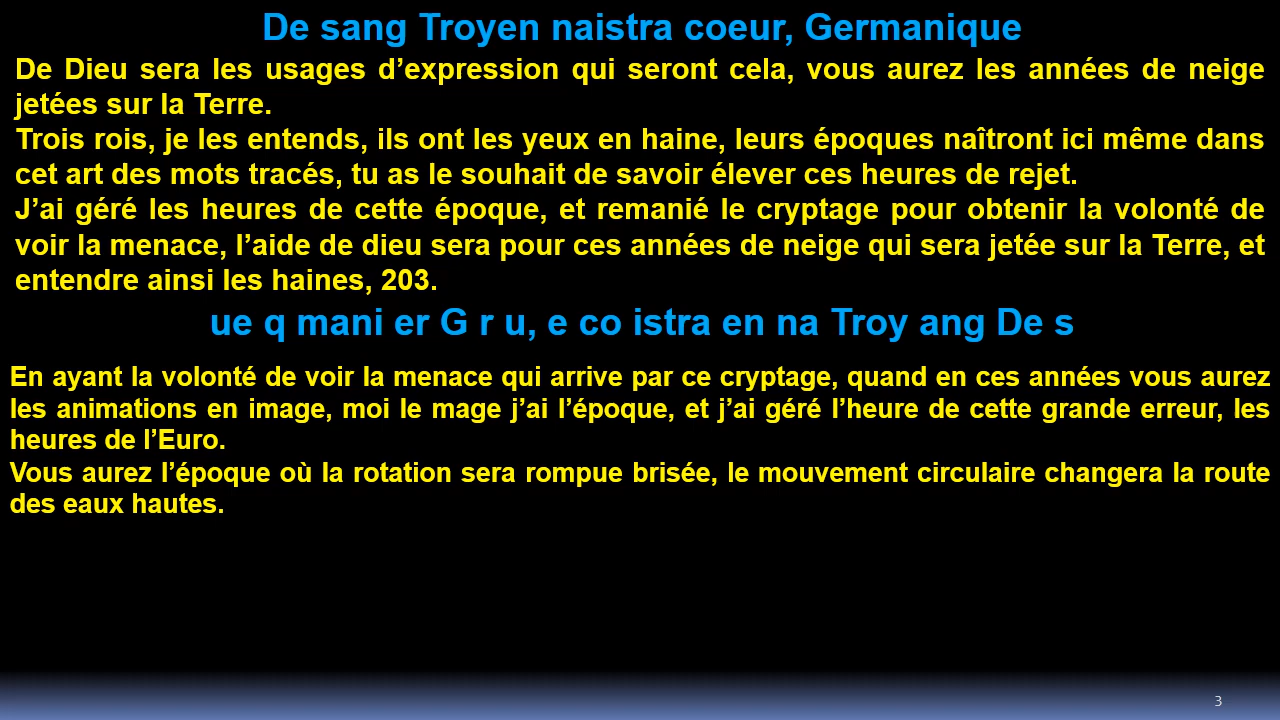 De sang Troyen naistra coeur, Germanique
De Dieu sera les usages d’expression qui seront cela, vous aurez les années de neige
jetées sur la Terre.
Trois rois, je les entends, ils ont les yeux en haine, leurs époques naîtront ici même dans
cet art des mots tracés, tu as le souhait de savoir élever ces heures de rejet.
J’ai géré les heures de cette époque, et remanié le cryptage pour obtenir la volonté de
voir la menace, l’aide de dieu sera pour ces années de neige qui sera jetée sur la Terre, et
entendre ainsi les haines, 203.
ue q mani er G r u, e co istra en na Troy ang De s
En ayant la volonté de voir la menace qui arrive par ce cryptage, quand en ces années vous aurez
les animations en image, moi le mage j’ai l’époque, et j’ai géré l’heure de cette grande erreur, les
heures de l’Euro.
Vous aurez l’époque où la rotation sera rompue brisée, le mouvement circulaire changera la route
des eaux hautes.
3